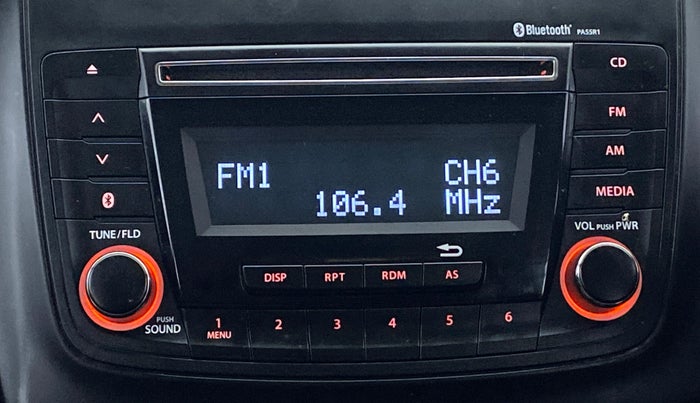 Bluetooth PA5SR1
CD
FM
AM
MEDIA
FM1 CH6
106.4 MHz
TUNE/FLD
VOL PUSH PWR
DISP RPT RDM AS
PUSH
SOUND
1 2 3 4 5 6
MENU